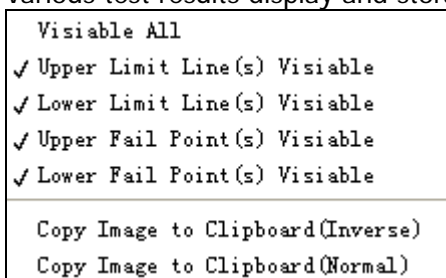 Various test results display and stor
Visiable All
✓ Upper Limit Line(s) Visiable
✓ Lower Limit Line(s) Visiable
✓ Upper Fail Point(s) Visiable
✓ Lower Fail Point(s) Visiable
Copy Image to Clipboard(Inverse)
Copy Image to Clipboard(Normal)